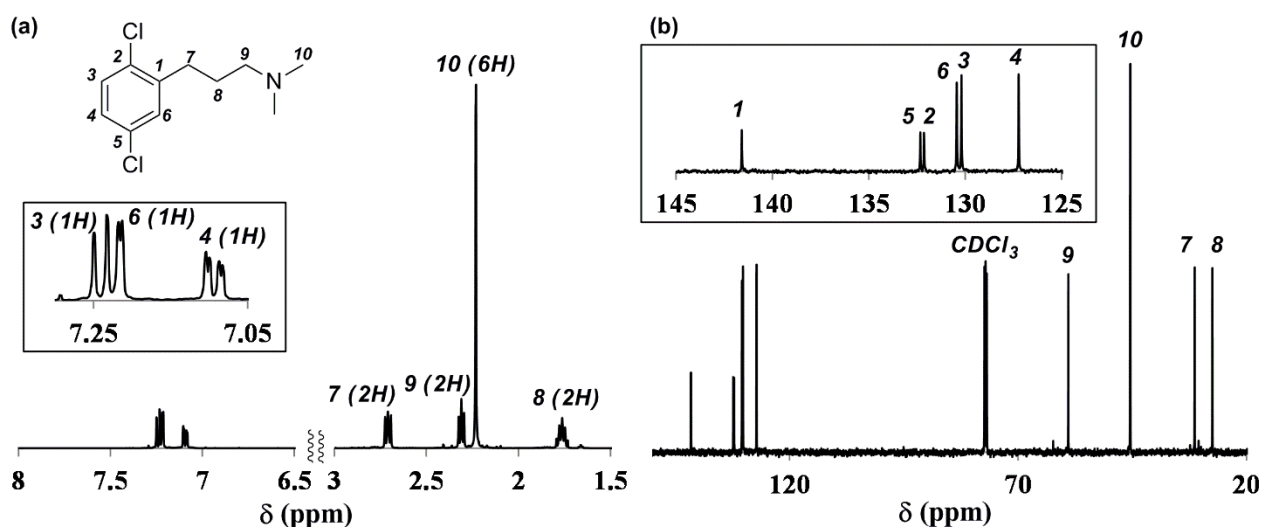 (a)
Cl
2
7
9
10
3
1
N
8
4
6
5
Cl
10 (6H)
3 (1H)
6 (1H)
4 (1H)
7.25
7.05
7 (2H)
9 (2H)
8 (2H)
8
7.5
7
6.5
3
2.5
2
1.5
δ (ppm)
(b)
10
1
5 2
6 3
4
145
140
135
130
125
CDCl3
9
7
8
120
70
20
δ (ppm)